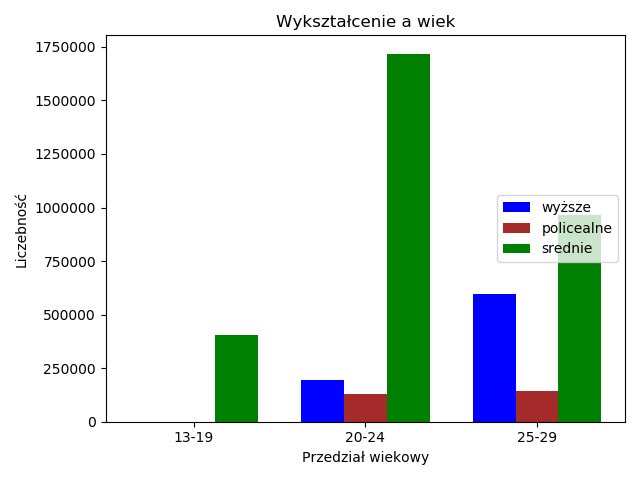 Wykształcenie a wiek
Liczebność
1750000
1500000
1250000
1000000
750000
500000
250000
0
wyższe
policealne
srednie
13-19
20-24
25-29
Przedział wiekowy